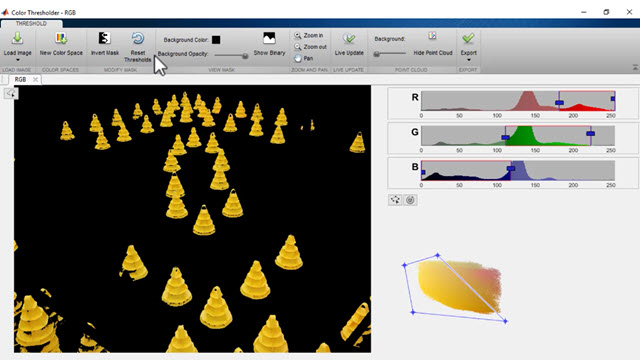 Color Thresholder - RGB
THRESHOLD
Load Image
New Color Space
Invert Mask
Reset
Thresholds
Background Color:
Background Opacity:
Show Binary
Zoom in
Zoom out
Pan
Live Update
Background:
Hide Point Cloud
Export
LOAD IMAGE
COLOR SPACES
MODIFY MASK
VIEW MASK
ZOOM AND PAN
LIVE UPDATE
POINT CLOUD
EXPORT
RGB
R
0 50 100 150 200 250
G
0 50 100 150 200 250
B
0 50 100 150 200 250